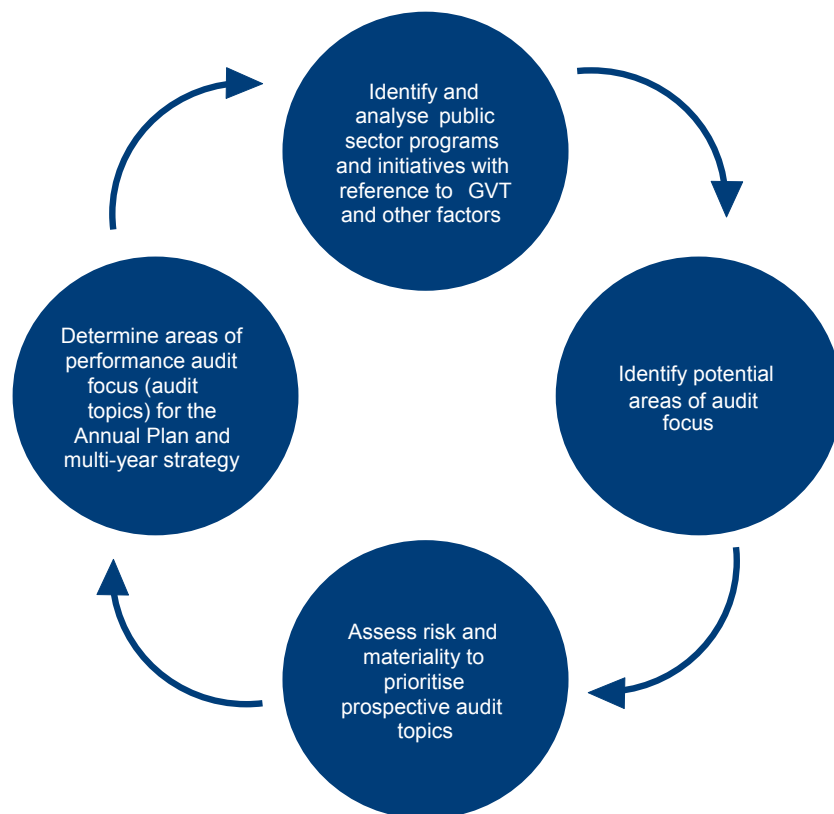 Identify and
analyse public
sector programs
and initiatives with
reference to GVT
and other factors
Identify potential
areas of audit
focus
Assess risk and
materiality to
prioritise
prospective audit
topics
Determine areas of
performance audit
focus (audit
topics) for the
Annual Plan and
multi-year strategy